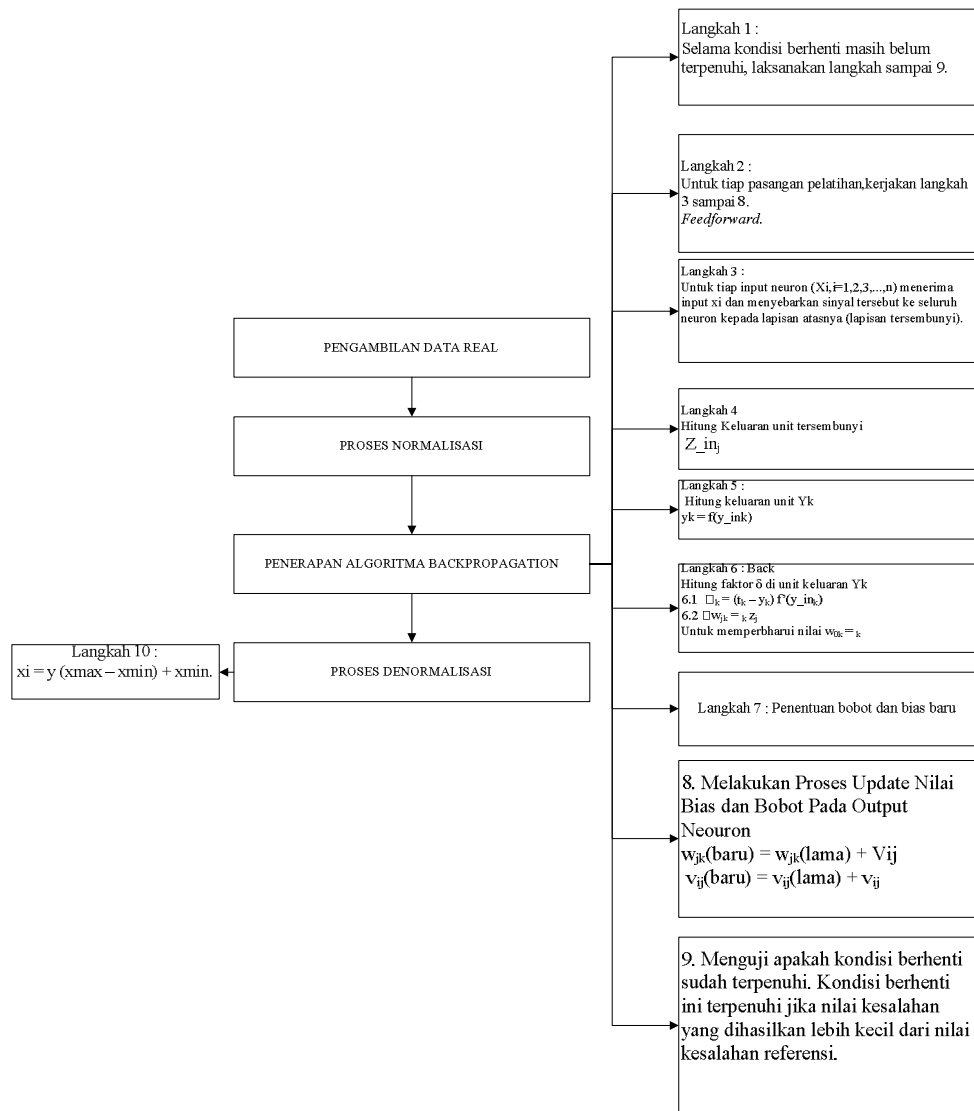 Langkah 1 :
Selama kondisi berhenti masih belum
terpenuhi, laksanakan langkah sampai 9.
Langkah 2 :
Untuk tiap pasangan pelatihan,kerjakan langkah
3 sampai 8.
Feedforward.
Langkah 3 :
Untuk tiap input neuron (Xi,i=1,2,3,...,n) menerima
input xi dan menyebarkan sinyal tersebut ke seluruh
neuron kepada lapisan atasnya (lapisan tersembunyi).
PENGAMBILAN DATA REAL
PROSES NORMALISASI
PENERAPAN ALGORITMA BACKPROPAGATION
PROSES DENORMALISASI
Langkah 10 :
xi = y (xmax – xmin) + xmin.
Langkah 4
Hitung Keluaran unit tersembunyi
Z_inj
Langkah 5 :
Hitung keluaran unit Yk
yk = f(y_ink)
Langkah 6 : Back
Hitung faktor δ di unit keluaran Yk
6.1 □k = (tk – yk) f’(y_ink)
6.2 □wjk = k zj
Untuk memperbharui nilai w0k = k
Langkah 7 : Penentuan bobot dan bias baru
8. Melakukan Proses Update Nilai
Bias dan Bobot Pada Output
Neouron
wjk(baru) = wjk(lama) + Vij
vij(baru) = vij(lama) + vij
9. Menguji apakah kondisi berhenti
sudah terpenuhi. Kondisi berhenti
ini terpenuhi jika nilai kesalahan
yang dihasilkan lebih kecil dari nilai
kesalahan referensi.